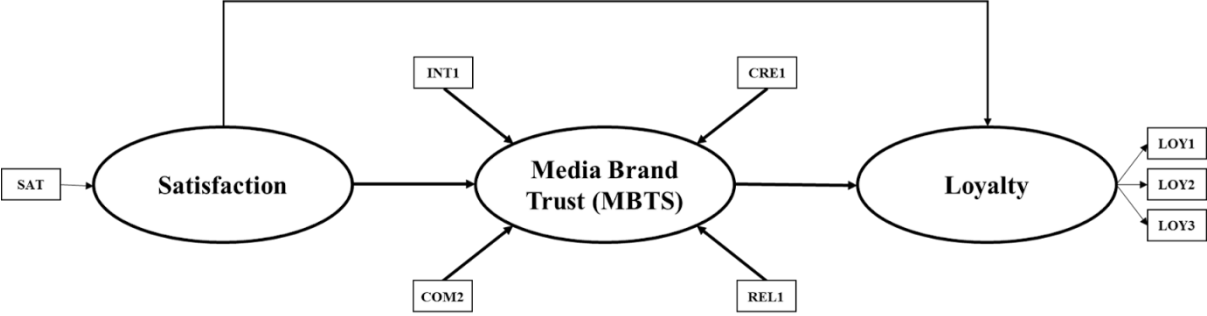 INT1
CRE1
SAT
Satisfaction
Media Brand
Trust (MBTS)
Loyalty
LOY1
LOY2
LOY3
COM2
REL1